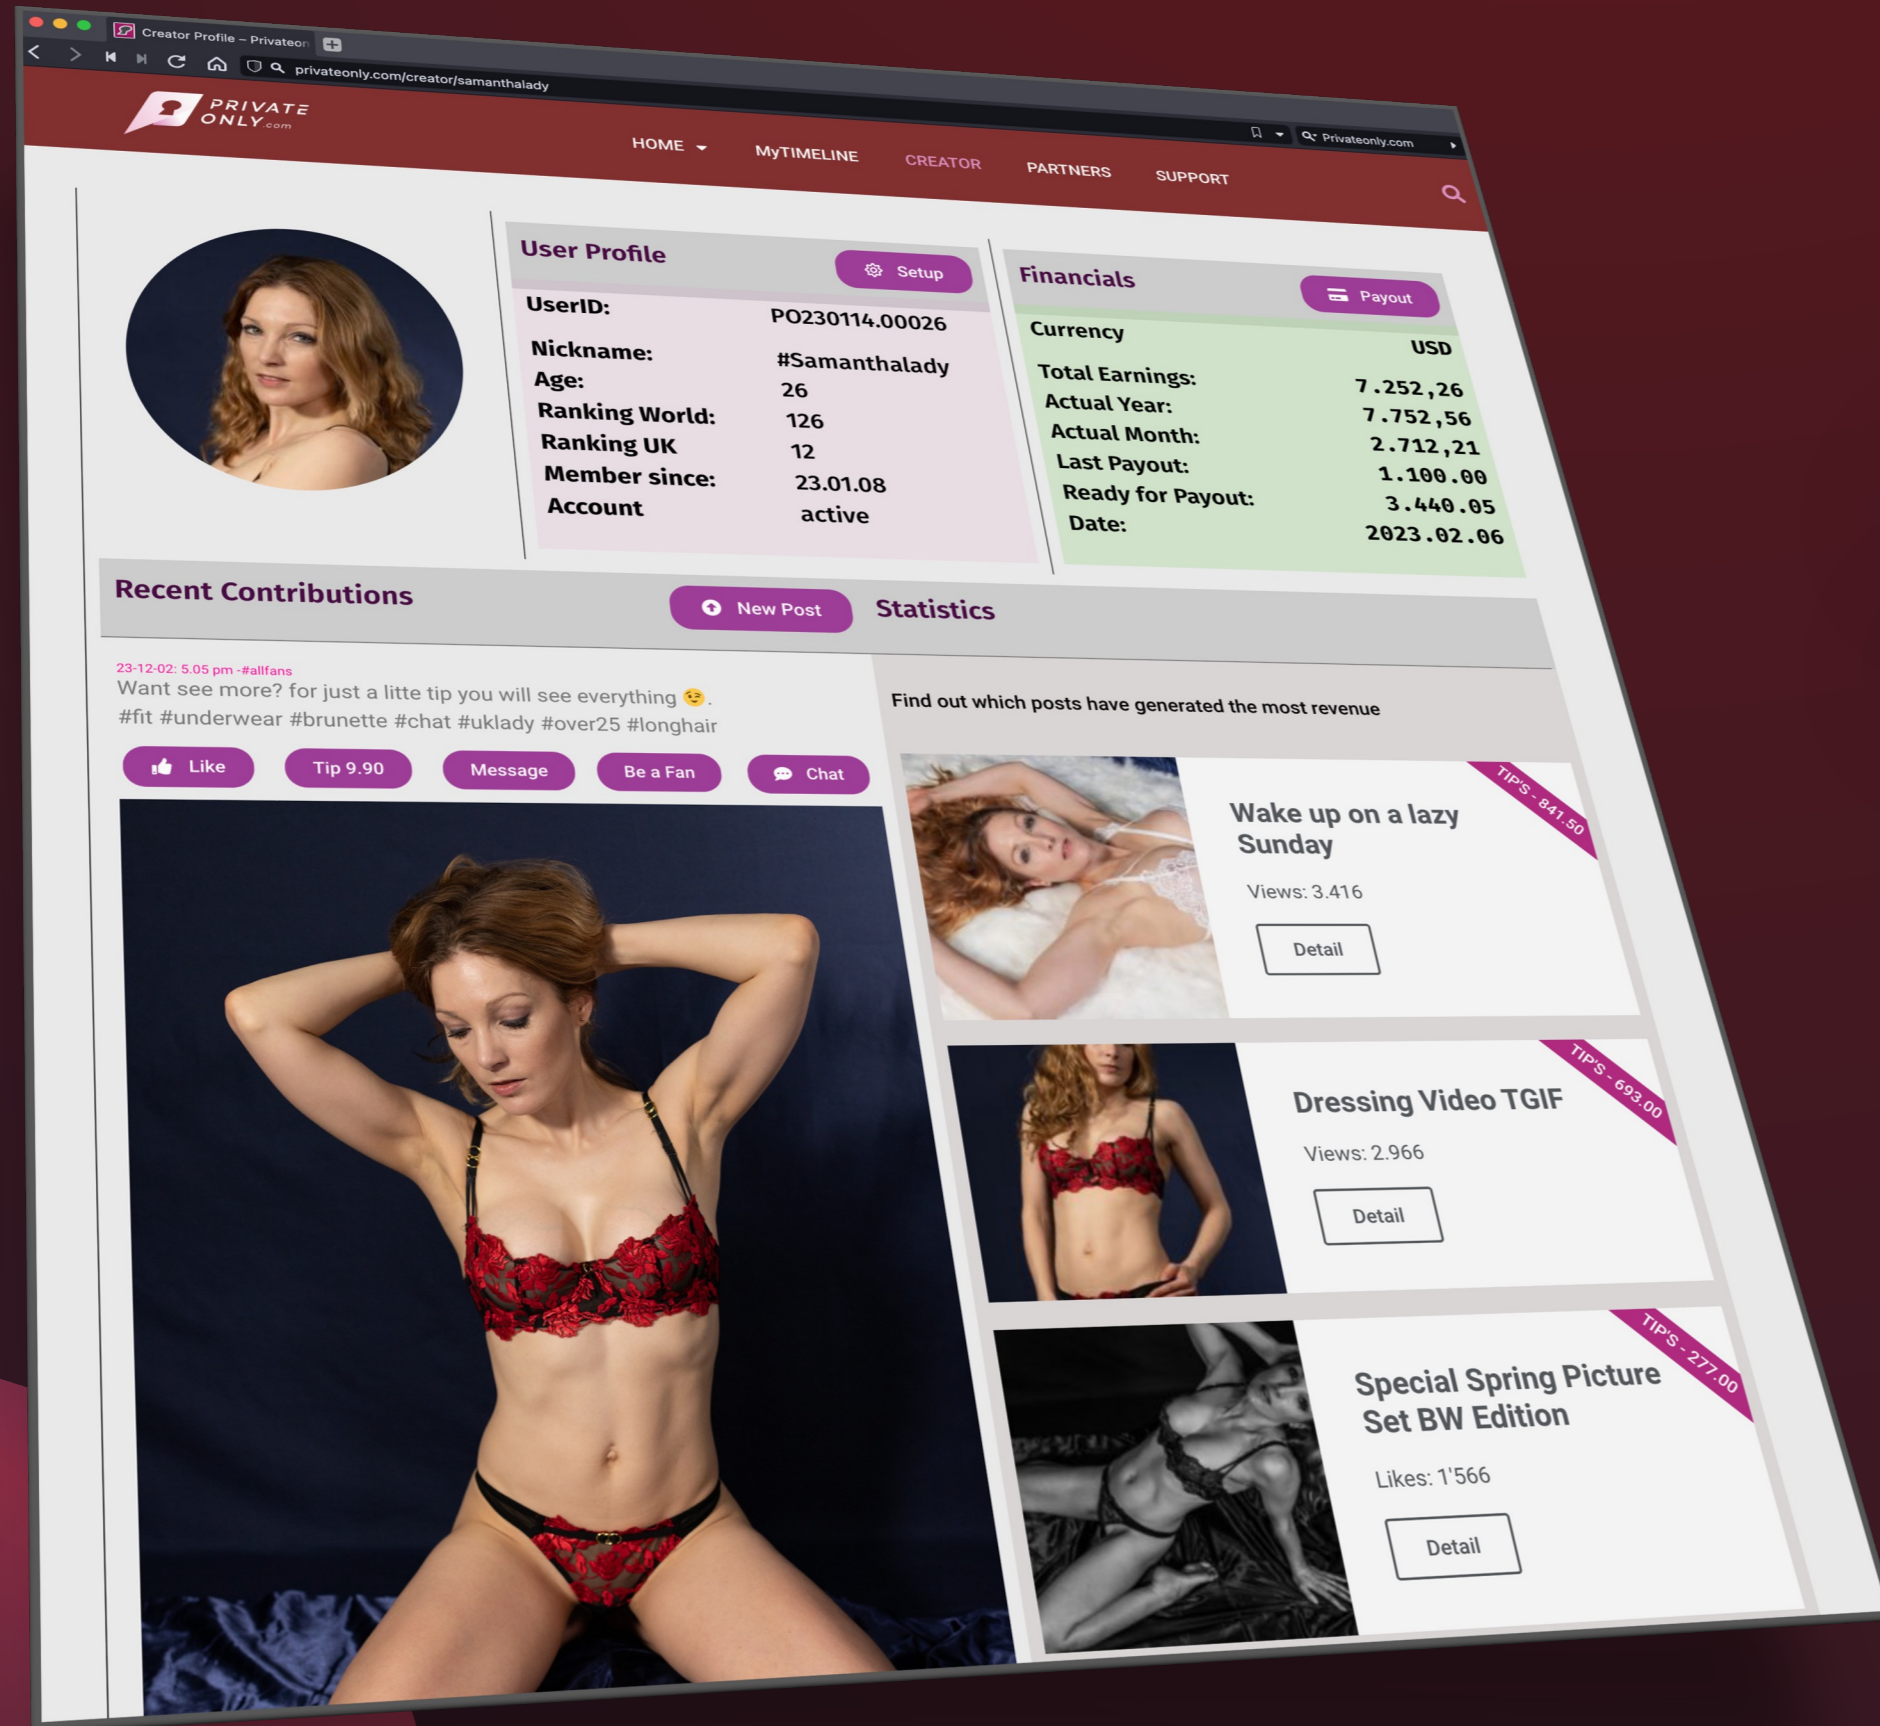 Creator Profile – Privateon
privateonly.com/creator/samanthalady
Privateonly.com
PRIVATE
ONLY.com
HOME
MyTIMELINE
CREATOR
PARTNERS
SUPPORT
User Profile
Setup
UserID: PO230114.00026
Nickname: #Samanthalady
Age: 26
Ranking World: 126
Ranking UK 12
Member since: 23.01.08
Account active
Financials
Payout
Currency USD
Total Earnings: 7.252,26
Actual Year: 7.752,56
Actual Month: 2.712,21
Last Payout: 1.100.00
Ready for Payout: 3.440.05
Date: 2023.02.06
Recent Contributions
New Post
23-12-02: 5.05 pm -#allfans
Want see more? for just a litte tip you will see everything 😉.
#fit #underwear #brunette #chat #uklady #over25 #longhair
Like
Tip 9.90
Message
Be a Fan
Chat
Statistics
Find out which posts have generated the most revenue
TIP'S - 841.50
Wake up on a lazy
Sunday
Views: 3.416
Detail
TIP'S - 693.00
Dressing Video TGIF
Views: 2.966
Detail
TIP'S - 277.00
Special Spring Picture
Set BW Edition
Likes: 1'566
Detail